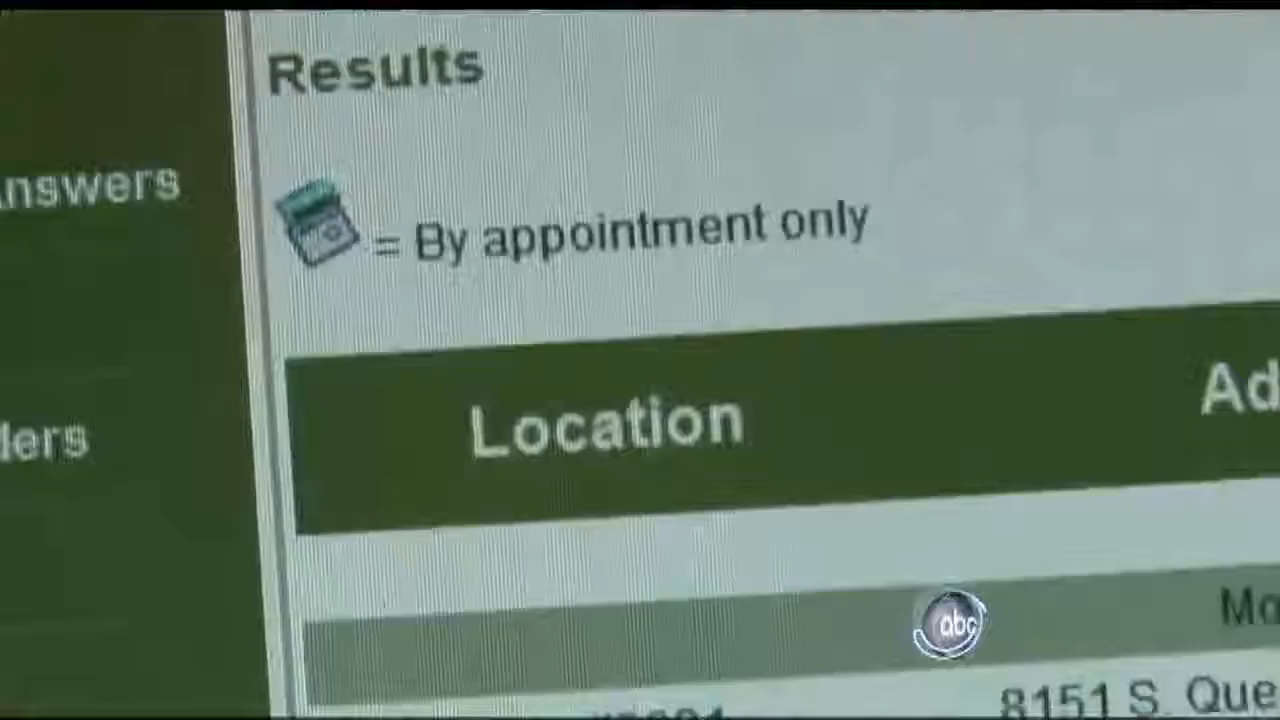 Results
nswers
= By appointment only
Location Ad
ders
abc
Mo
8151 S. Que